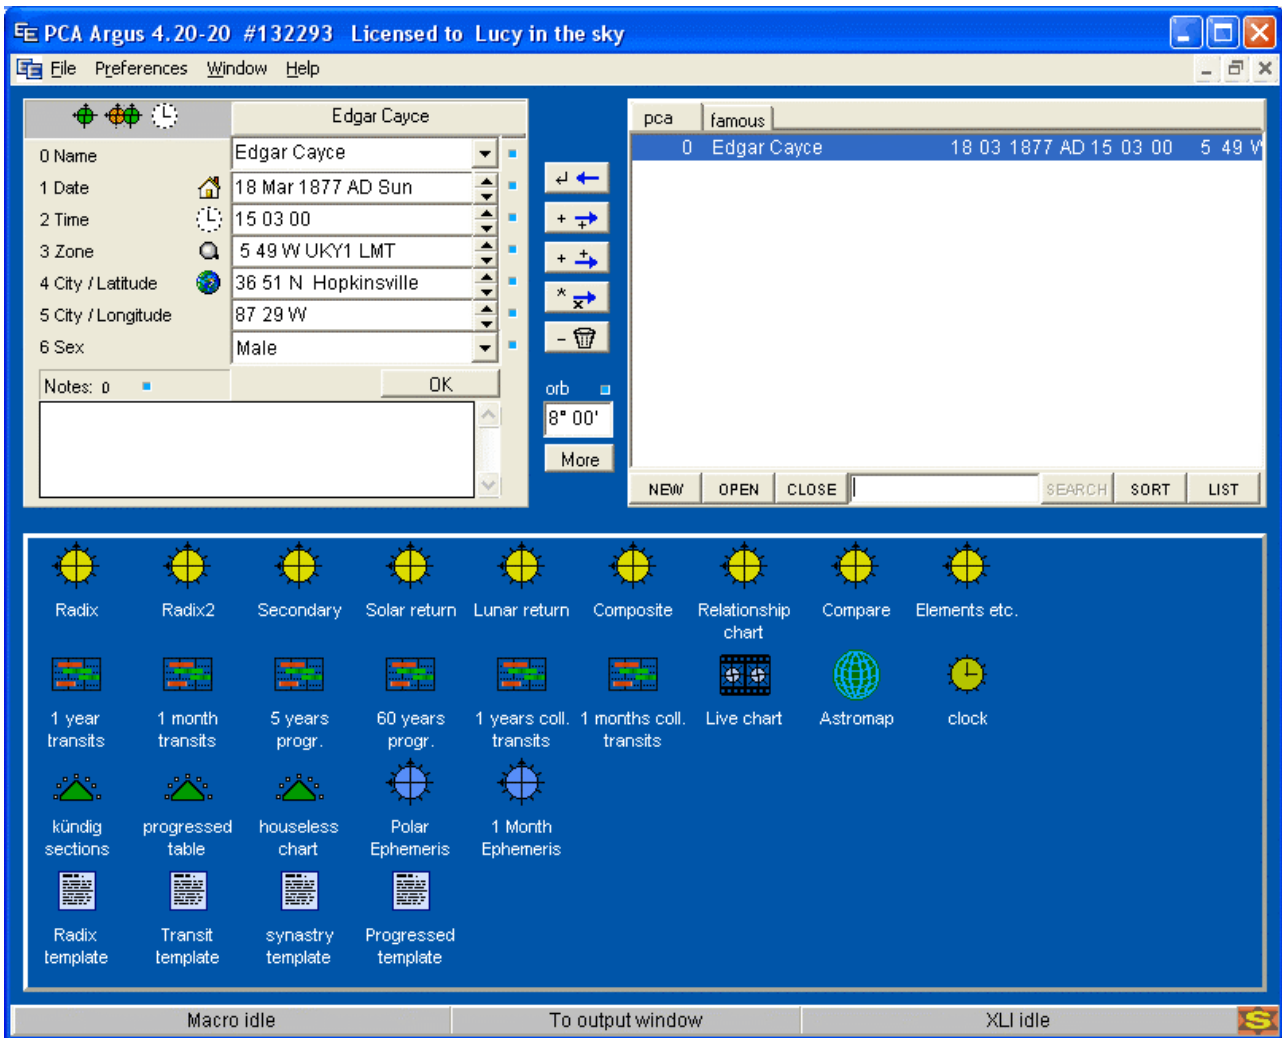 PCA Argus 4.20-20 #132293 Licensed to Lucy in the sky
File Preferences Window Help
Edgar Cayce
0 Name Edgar Cayce
1 Date 18 Mar 1877 AD Sun
2 Time 15 03 00
3 Zone 5 49 W UKY1 LMT
4 City / Latitude 36 51 N Hopkinsville
5 City / Longitude 87 29 W
6 Sex Male
Notes: 0 OK
orb
8° 00'
More
pca famous
0 Edgar Cayce 18 03 1877 AD 15 03 00 5 49 W
NEW OPEN CLOSE SEARCH SORT LIST
Radix Radix2 Secondary Solar return Lunar return Composite Relationship chart Compare Elements etc.
1 year transits 1 month transits 5 years progr. 60 years progr. 1 years coll. transits 1 months coll. transits Live chart Astromap clock
kündig sections progressed table houseless chart Polar Ephemeris 1 Month Ephemeris
Radix template Transit template synastry template Progressed template
Macro idle To output window XLI idle